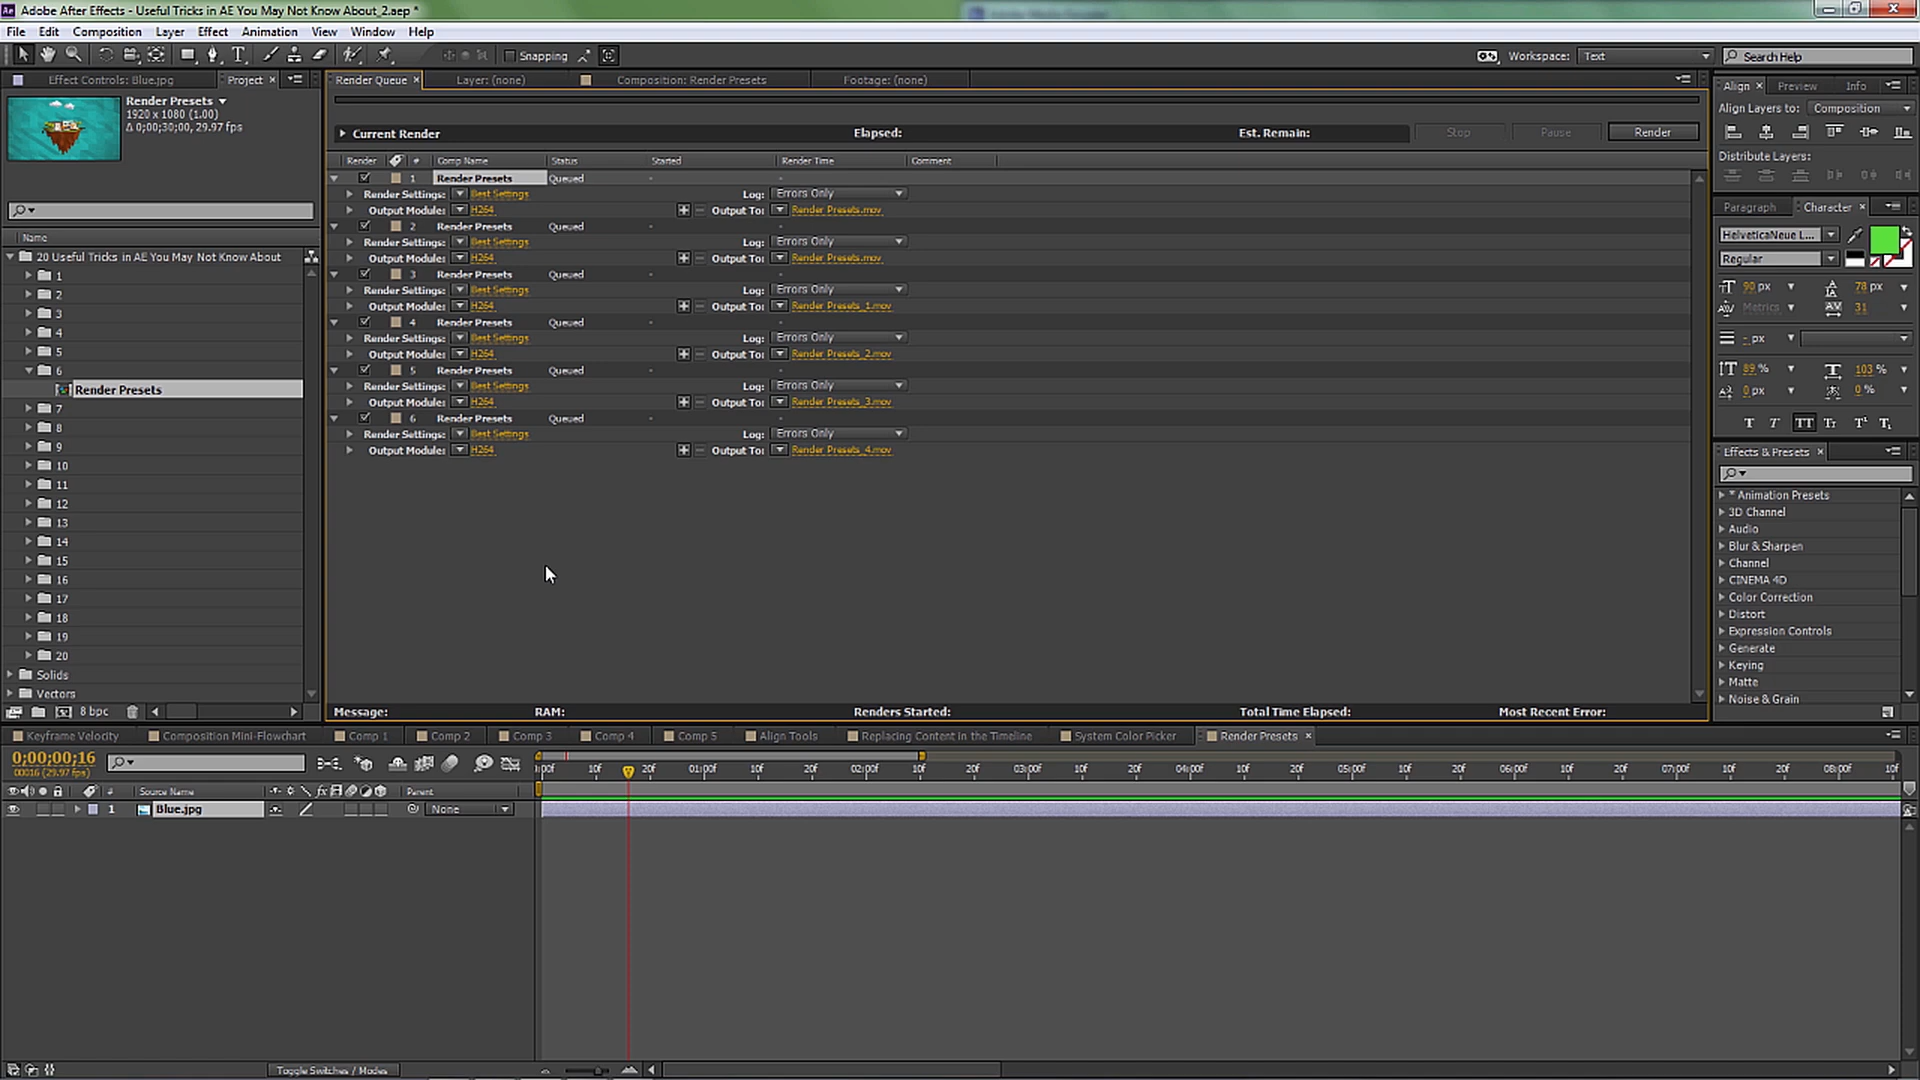 Adobe After Effects - Useful Tricks in AE You May Not Know About_2.aep *
File Edit Composition Layer Effect Animation View Window Help
Snapping
Workspace: Text
Search Help
Effect Controls: Blue.jpg
Project
Render Presets
1920 x 1080 (1.00)
Δ 0;00;30;00, 29.97 fps
Name
20 Useful Tricks in AE You May Not Know About
1
2
3
4
5
6
Render Presets
7
8
9
10
11
12
13
14
15
16
17
18
19
20
Solids
Vectors
8 bpc
Render Queue
Layer: (none)
Composition: Render Presets
Footage: (none)
Current Render
Elapsed:
Est. Remain:
Stop
Pause
Render
Render # Comp Name Status Started Render Time Comment
1 Render Presets Queued - -
Render Settings: Best Settings Log: Errors Only
Output Module: H264 Output To: Render Presets.mov
2 Render Presets Queued - -
Render Settings: Best Settings Log: Errors Only
Output Module: H264 Output To: Render Presets.mov
3 Render Presets Queued - -
Render Settings: Best Settings Log: Errors Only
Output Module: H264 Output To: Render Presets_1.mov
4 Render Presets Queued - -
Render Settings: Best Settings Log: Errors Only
Output Module: H264 Output To: Render Presets_2.mov
5 Render Presets Queued - -
Render Settings: Best Settings Log: Errors Only
Output Module: H264 Output To: Render Presets_3.mov
6 Render Presets Queued - -
Render Settings: Best Settings Log: Errors Only
Output Module: H264 Output To: Render Presets_4.mov
Message:
RAM:
Renders Started:
Total Time Elapsed:
Most Recent Error:
Align
Preview
Info
Align Layers to: Composition
Distribute Layers:
Paragraph
Character
HelveticaNeue L...
Regular
90 px
78 px
Metrics
31
- px
89 %
103 %
0 px
0 %
Effects & Presets
* Animation Presets
3D Channel
Audio
Blur & Sharpen
Channel
CINEMA 4D
Color Correction
Distort
Expression Controls
Generate
Keying
Matte
Noise & Grain
Keyframe Velocity
Composition Mini-Flowchart
Comp 1
Comp 2
Comp 3
Comp 4
Comp 5
Align Tools
Replacing Content in the Timeline
System Color Picker
Render Presets
0;00;00;16
00016 (29.97 fps)
# Source Name Parent
1 Blue.jpg None
10f 20f 01;00f 10f 20f 02;00f 10f 20f 03;00f 10f 20f 04;00f 10f 20f 05;00f 10f 20f 06;00f 10f 20f 07;00f 10f 20f 08;00f 10f
Toggle Switches / Modes